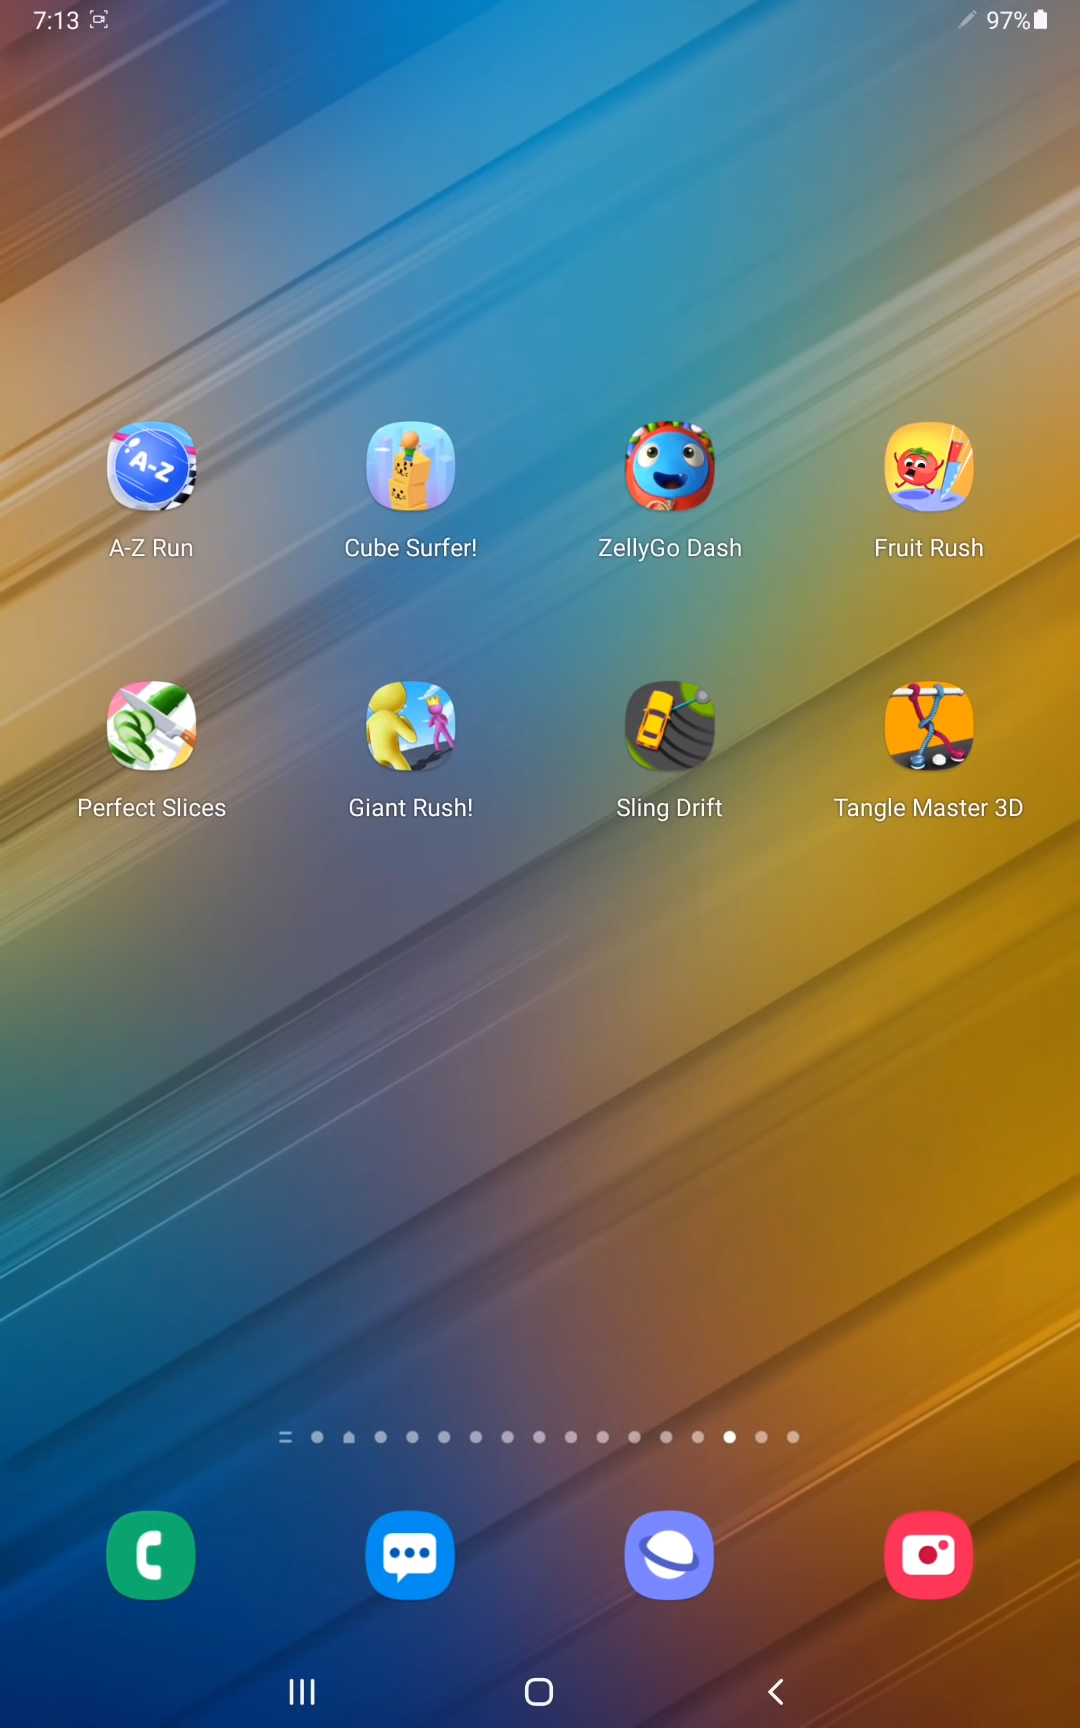 7:13 97%
A-Z
A-Z Run Cube Surfer! ZellyGo Dash Fruit Rush
Perfect Slices Giant Rush! Sling Drift Tangle Master 3D